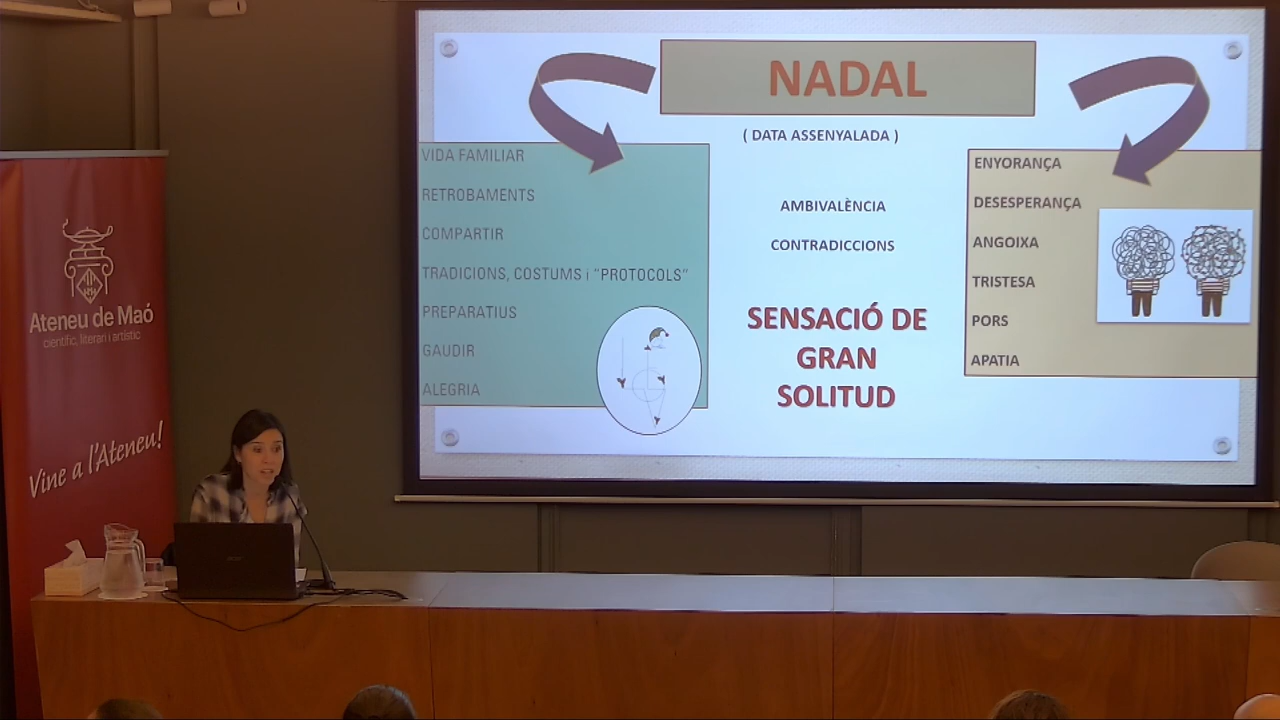 NADAL
( DATA ASSENYALADA )
VIDA FAMILIAR
RETROBAMENTS
COMPARTIR
TRADICIONS, COSTUMS i “PROTOCOLS”
PREPARATIUS
GAUDIR
ALEGRIA
AMBIVALÈNCIA
CONTRADICCIONS
SENSACIÓ DE
GRAN
SOLITUD
ENYORANÇA
DESESPERANÇA
ANGOIXA
TRISTESA
PORS
APATIA
Ateneu de Maó
científic, literari i artístic
Vine a l'Ateneu!
acer